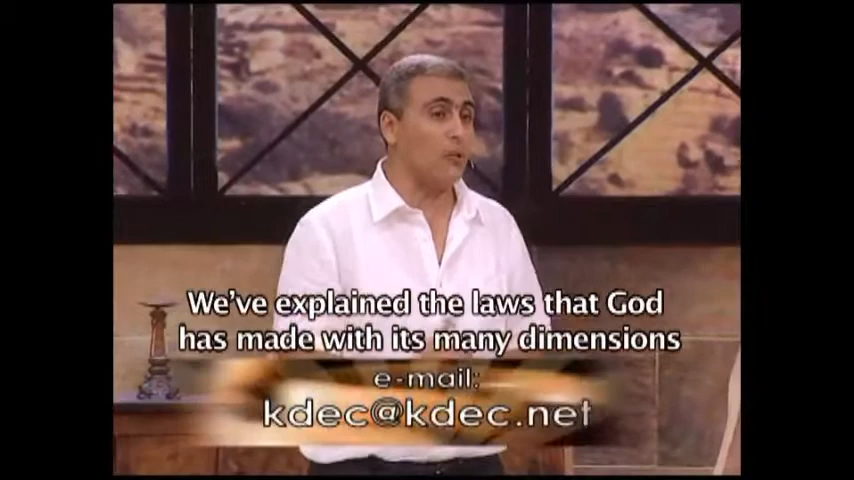 We've explained the laws that God
has made with its many dimensions
e-mail:
kdec@kdec.net